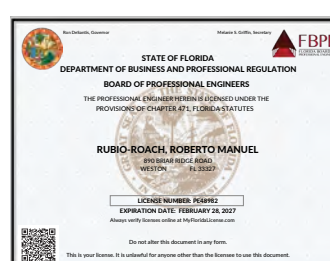 Ron DeSantis, Governor
Melanie S. Griffin, Secretary
FBPE
STATE OF FLORIDA
DEPARTMENT OF BUSINESS AND PROFESSIONAL REGULATION
BOARD OF PROFESSIONAL ENGINEERS
THE PROFESSIONAL ENGINEER HEREIN IS LICENSED UNDER THE
PROVISIONS OF CHAPTER 471, FLORIDA STATUTES
RUBIO-ROACH, ROBERTO MANUEL
890 BRIAR RIDGE ROAD
WESTON FL 33327
LICENSE NUMBER: PE48982
EXPIRATION DATE: FEBRUARY 28, 2027
Always verify licenses online at MyFloridaLicense.com
Do not alter this document in any form.
This is your license. It is unlawful for anyone other than the licensee to use this document.